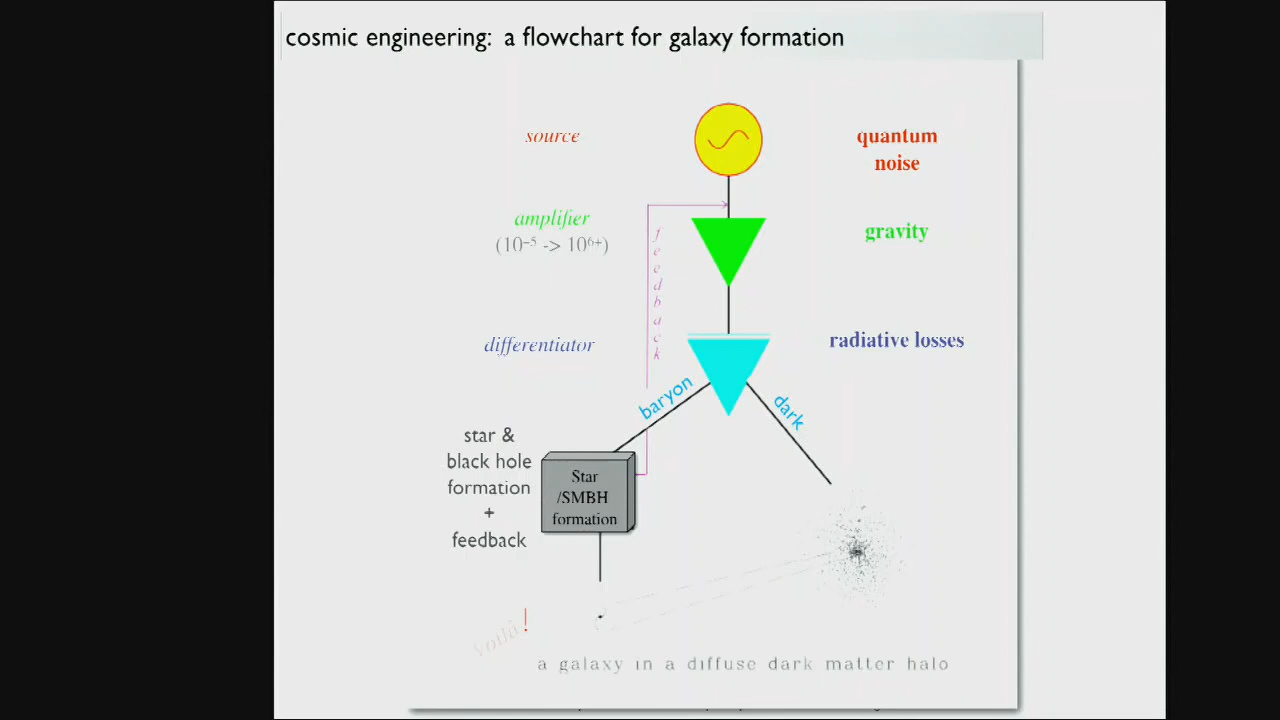 cosmic engineering: a flowchart for galaxy formation
source
quantum
noise
amplifier
(10⁻⁵ -> 10⁶⁺)
gravity
feedback
differentiator
radiative losses
baryon
dark
star &
black hole
formation
+
feedback
Star
/SMBH
formation
voilà!
a galaxy in a diffuse dark matter halo